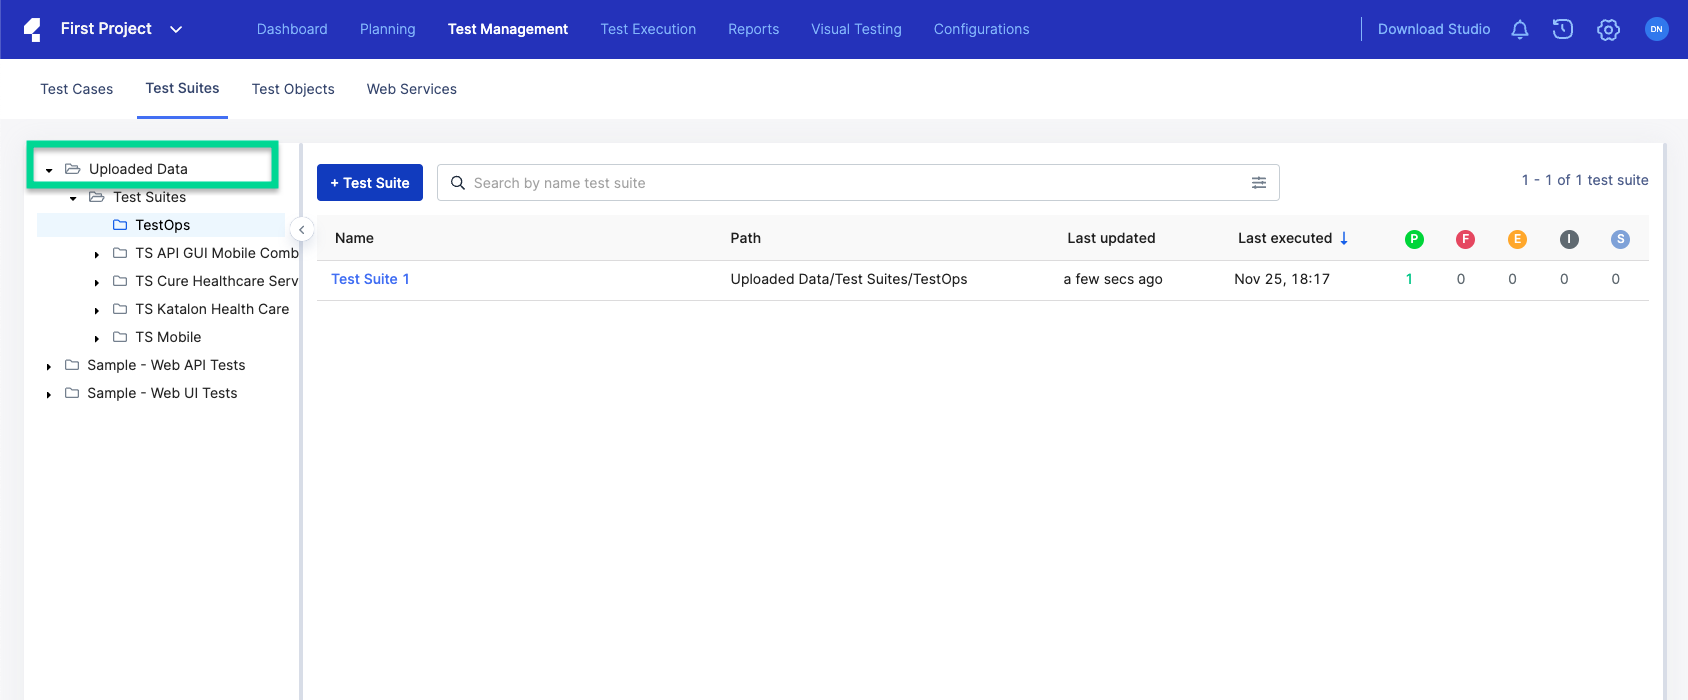 First Project Dashboard Planning Test Management Test Execution Reports Visual Testing Configurations Download Studio DN
Test Cases Test Suites Test Objects Web Services
Uploaded Data
Test Suites
TestOps
TS API GUI Mobile Comb
TS Cure Healthcare Serv
TS Katalon Health Care
TS Mobile
Sample - Web API Tests
Sample - Web UI Tests
+ Test Suite Search by name test suite 1 - 1 of 1 test suite
Name Path Last updated Last executed ↓ P F E I S
Test Suite 1 Uploaded Data/Test Suites/TestOps a few secs ago Nov 25, 18:17 1 0 0 0 0